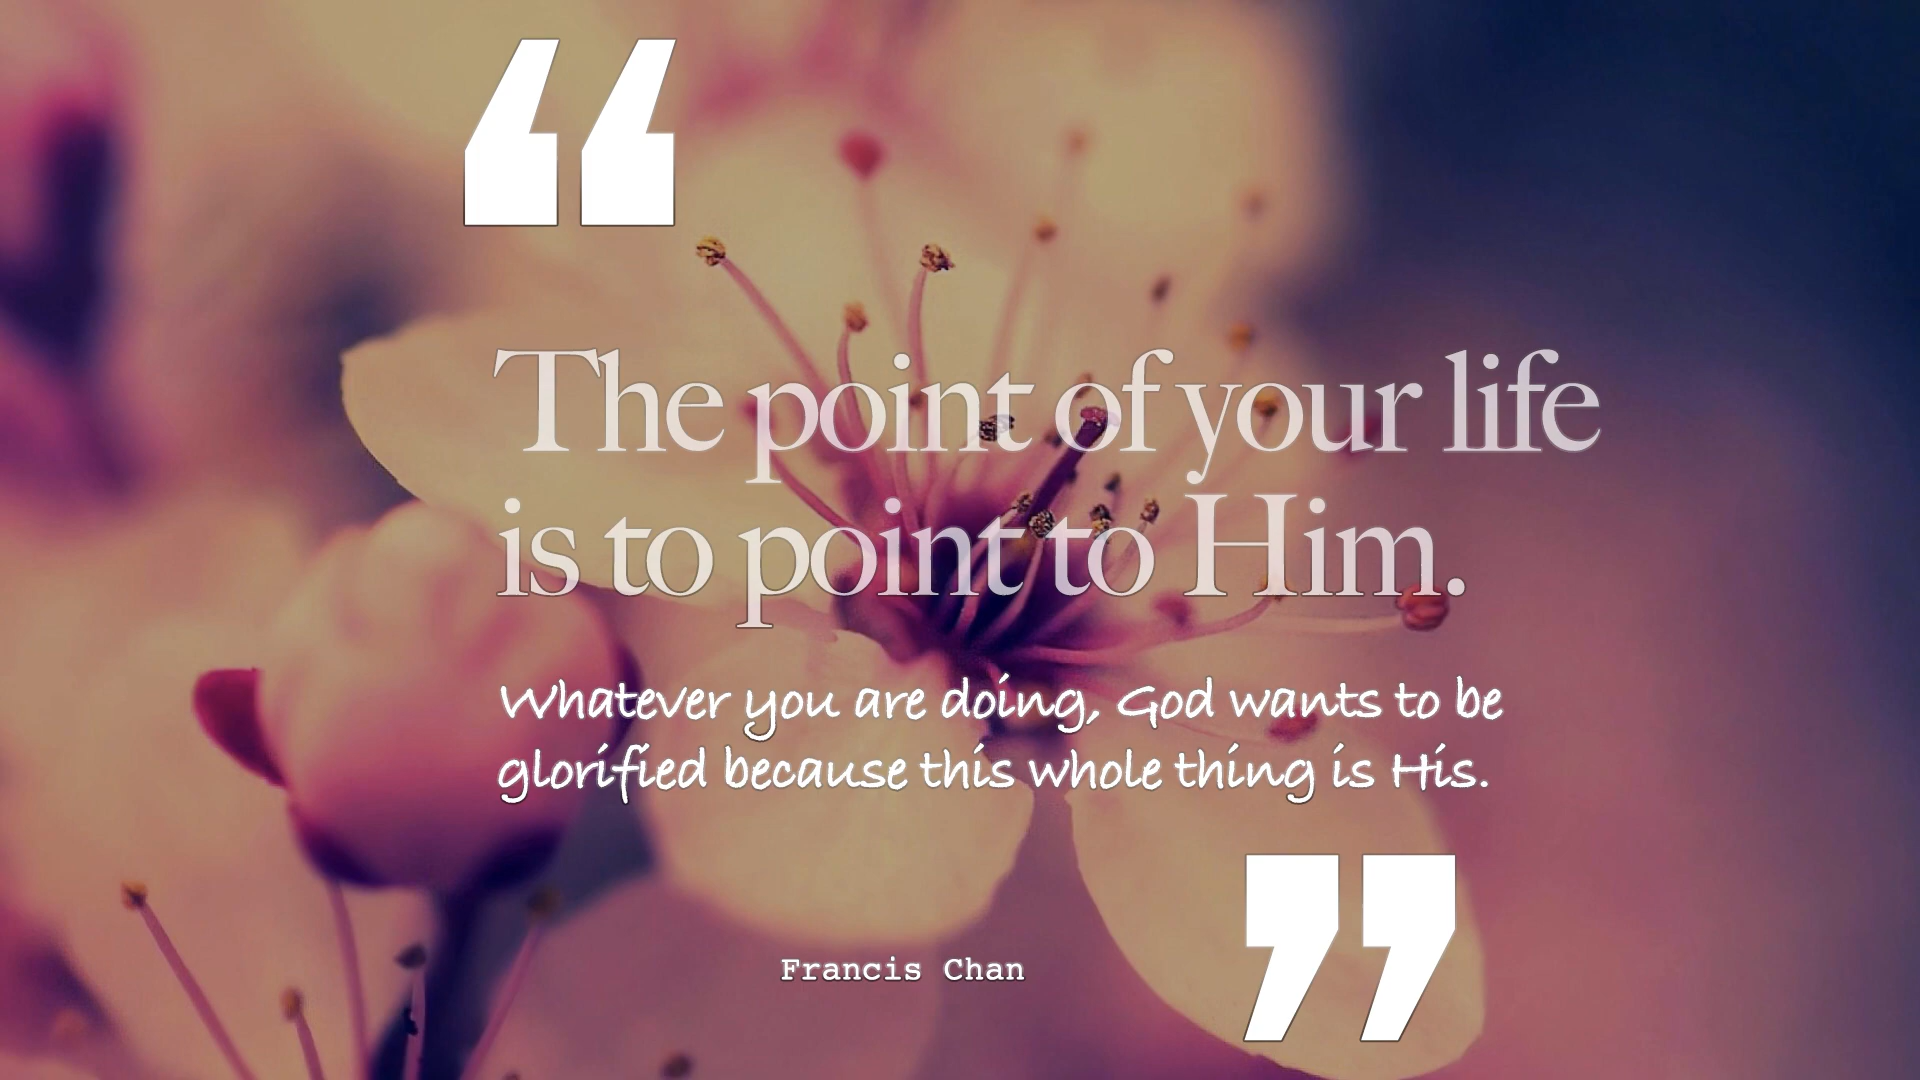 “
The point of your life
is to point to Him.
Whatever you are doing, God wants to be
glorified because this whole thing is His.
”
Francis Chan